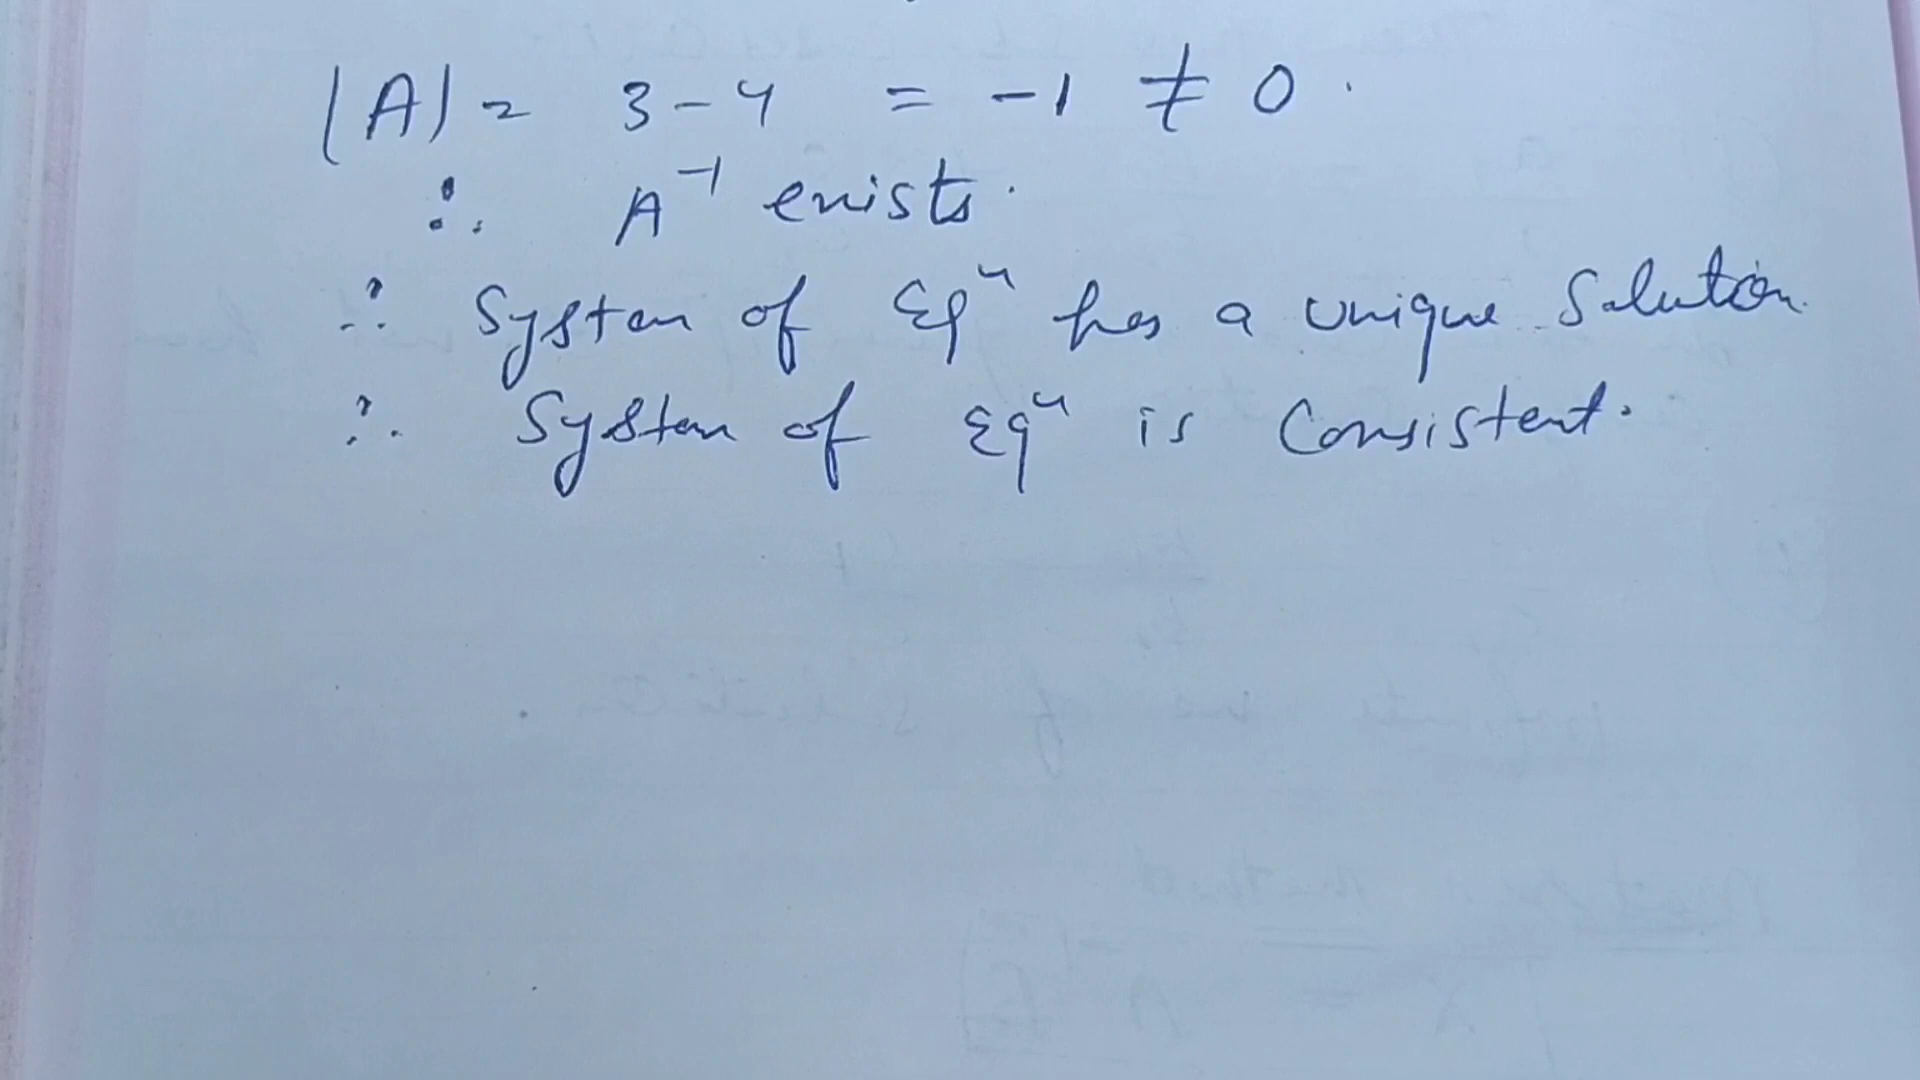 |A| = 3 - 4 = -1 ≠ 0.
∴ A⁻¹ exists.
∴ System of Eqⁿ has a unique Solution.
∴ System of Eqⁿ is Consistent.